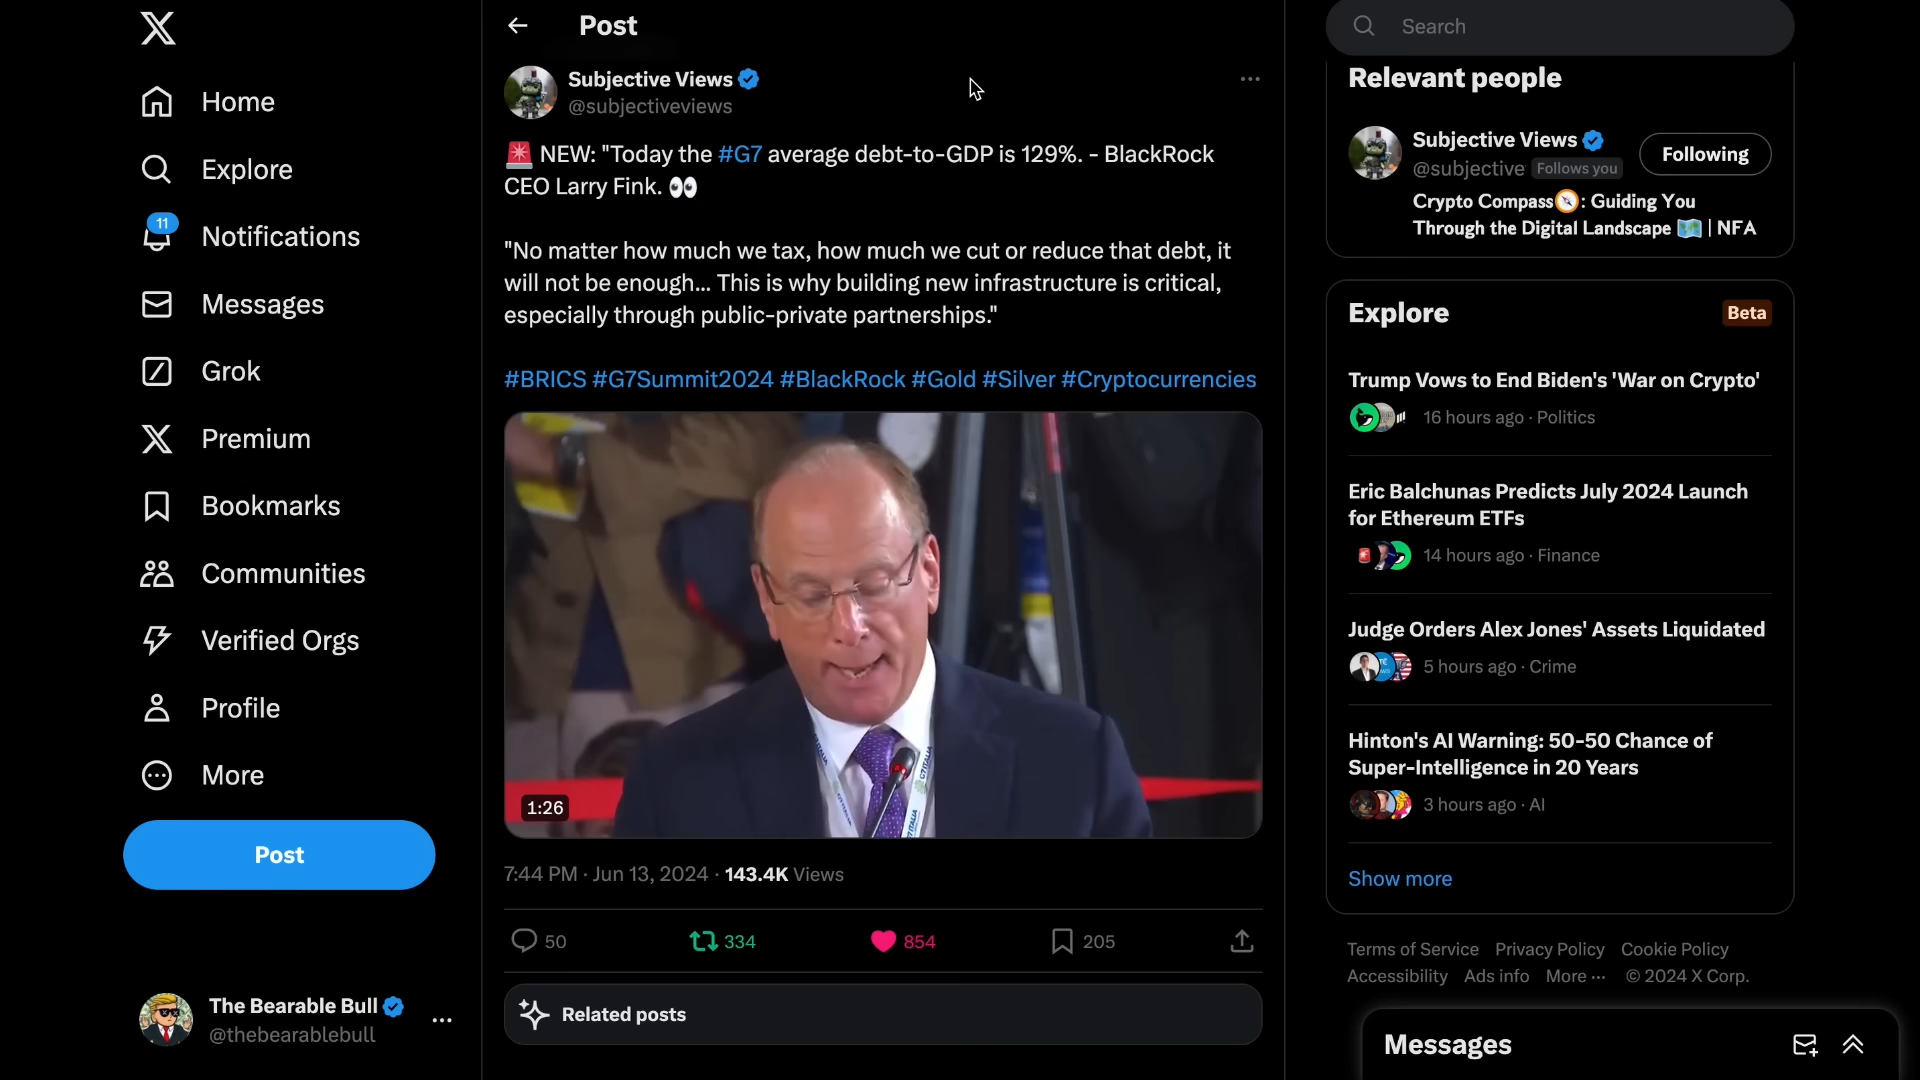 Home
Explore
11
Notifications
Messages
Grok
Premium
Bookmarks
Communities
Verified Orgs
Profile
More
Post
The Bearable Bull
@thebearablebull
Post
Subjective Views
@subjectiveviews
NEW: "Today the #G7 average debt-to-GDP is 129%. - BlackRock
CEO Larry Fink.
"No matter how much we tax, how much we cut or reduce that debt, it
will not be enough... This is why building new infrastructure is critical,
especially through public-private partnerships."
#BRICS #G7Summit2024 #BlackRock #Gold #Silver #Cryptocurrencies
G7 ITALIA
1:26
7:44 PM · Jun 13, 2024 · 143.4K Views
50 334 854 205
Related posts
Search
Relevant people
Subjective Views
@subjective Follows you
Following
Crypto Compass: Guiding You
Through the Digital Landscape | NFA
Explore
Beta
Trump Vows to End Biden's 'War on Crypto'
16 hours ago · Politics
Eric Balchunas Predicts July 2024 Launch
for Ethereum ETFs
14 hours ago · Finance
Judge Orders Alex Jones' Assets Liquidated
5 hours ago · Crime
Hinton's AI Warning: 50-50 Chance of
Super-Intelligence in 20 Years
3 hours ago · AI
Show more
Terms of Service Privacy Policy Cookie Policy
Accessibility Ads info More ··· © 2024 X Corp.
Messages